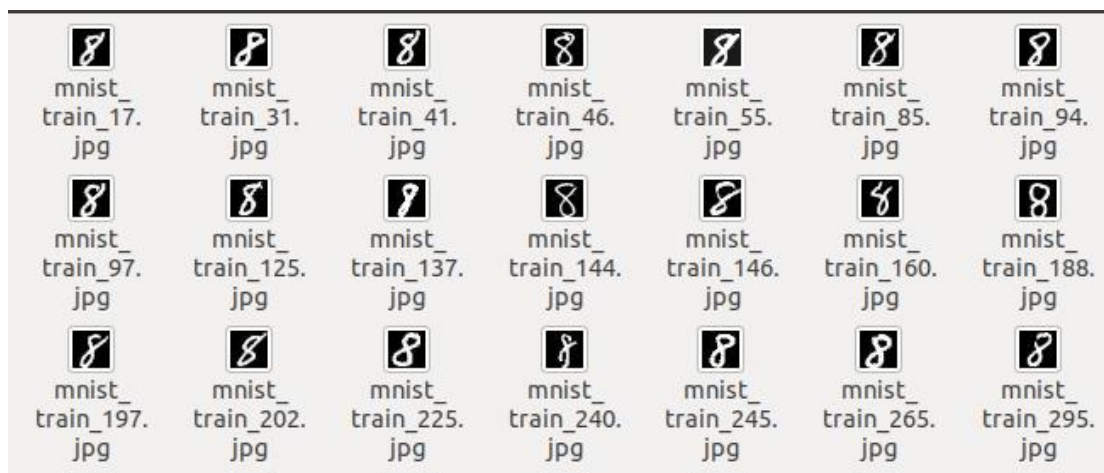 8 8 8 8 8 8 8
mnist_ mnist_ mnist_ mnist_ mnist_ mnist_ mnist_
train_17. train_31. train_41. train_46. train_55. train_85. train_94.
jpg jpg jpg jpg jpg jpg jpg
8 8 8 8 8 8 8
mnist_ mnist_ mnist_ mnist_ mnist_ mnist_ mnist_
train_97. train_125. train_137. train_144. train_146. train_160. train_188.
jpg jpg jpg jpg jpg jpg jpg
8 8 8 8 8 8 8
mnist_ mnist_ mnist_ mnist_ mnist_ mnist_ mnist_
train_197. train_202. train_225. train_240. train_245. train_265. train_295.
jpg jpg jpg jpg jpg jpg jpg